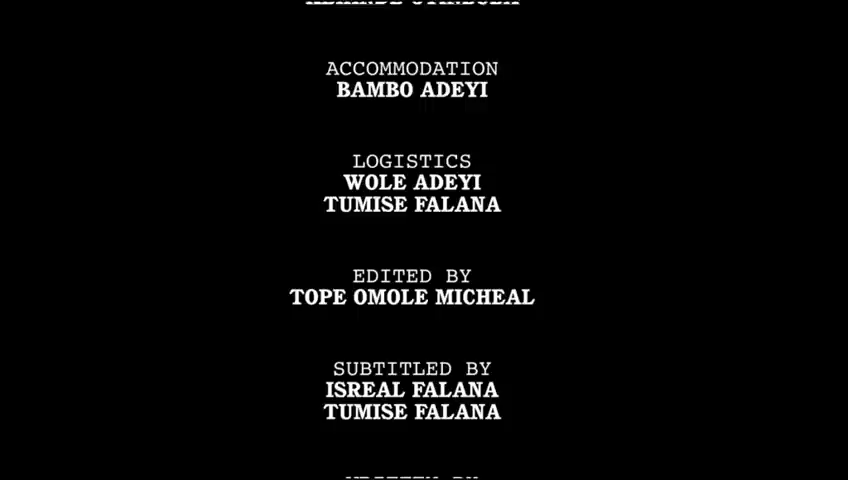 ACCOMMODATION
BAMBO ADEYI
LOGISTICS
WOLE ADEYI
TUMISE FALANA
EDITED BY
TOPE OMOLE MICHEAL
SUBTITLED BY
ISREAL FALANA
TUMISE FALANA